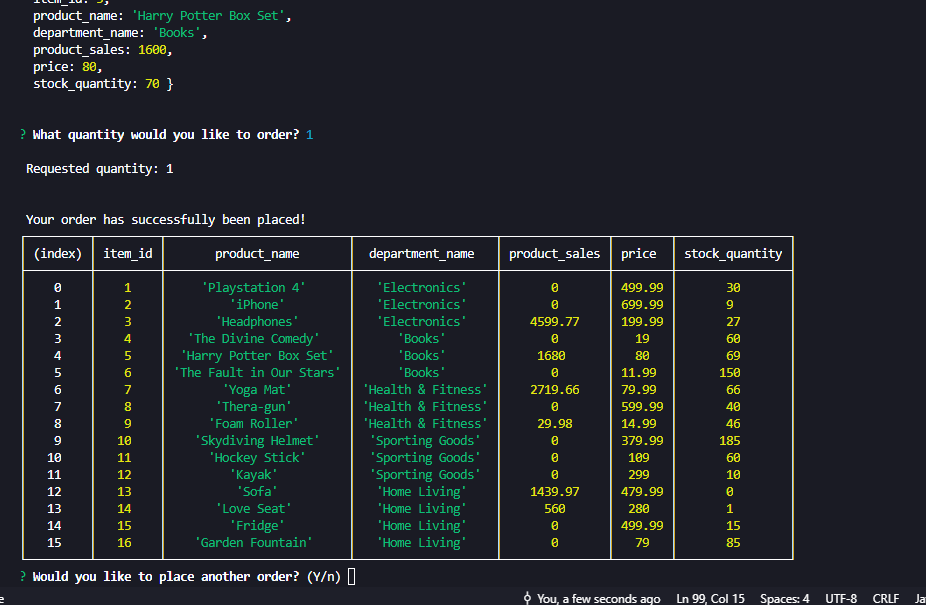 item_id: 5,
product_name: 'Harry Potter Box Set',
department_name: 'Books',
product_sales: 1600,
price: 80,
stock_quantity: 70 }
? What quantity would you like to order? 1
Requested quantity: 1
Your order has successfully been placed!
(index) item_id product_name department_name product_sales price stock_quantity
0 1 'Playstation 4' 'Electronics' 0 499.99 30
1 2 'iPhone' 'Electronics' 0 699.99 9
2 3 'Headphones' 'Electronics' 4599.77 199.99 27
3 4 'The Divine Comedy' 'Books' 0 19 60
4 5 'Harry Potter Box Set' 'Books' 1680 80 69
5 6 'The Fault in Our Stars' 'Books' 0 11.99 150
6 7 'Yoga Mat' 'Health & Fitness' 2719.66 79.99 66
7 8 'Thera-gun' 'Health & Fitness' 0 599.99 40
8 9 'Foam Roller' 'Health & Fitness' 29.98 14.99 46
9 10 'Skydiving Helmet' 'Sporting Goods' 0 379.99 185
10 11 'Hockey Stick' 'Sporting Goods' 0 109 60
11 12 'Kayak' 'Sporting Goods' 0 299 10
12 13 'Sofa' 'Home Living' 1439.97 479.99 0
13 14 'Love Seat' 'Home Living' 560 280 1
14 15 'Fridge' 'Home Living' 0 499.99 15
15 16 'Garden Fountain' 'Home Living' 0 79 85
? Would you like to place another order? (Y/n)
e You, a few seconds ago Ln 99, Col 15 Spaces: 4 UTF-8 CRLF Ja